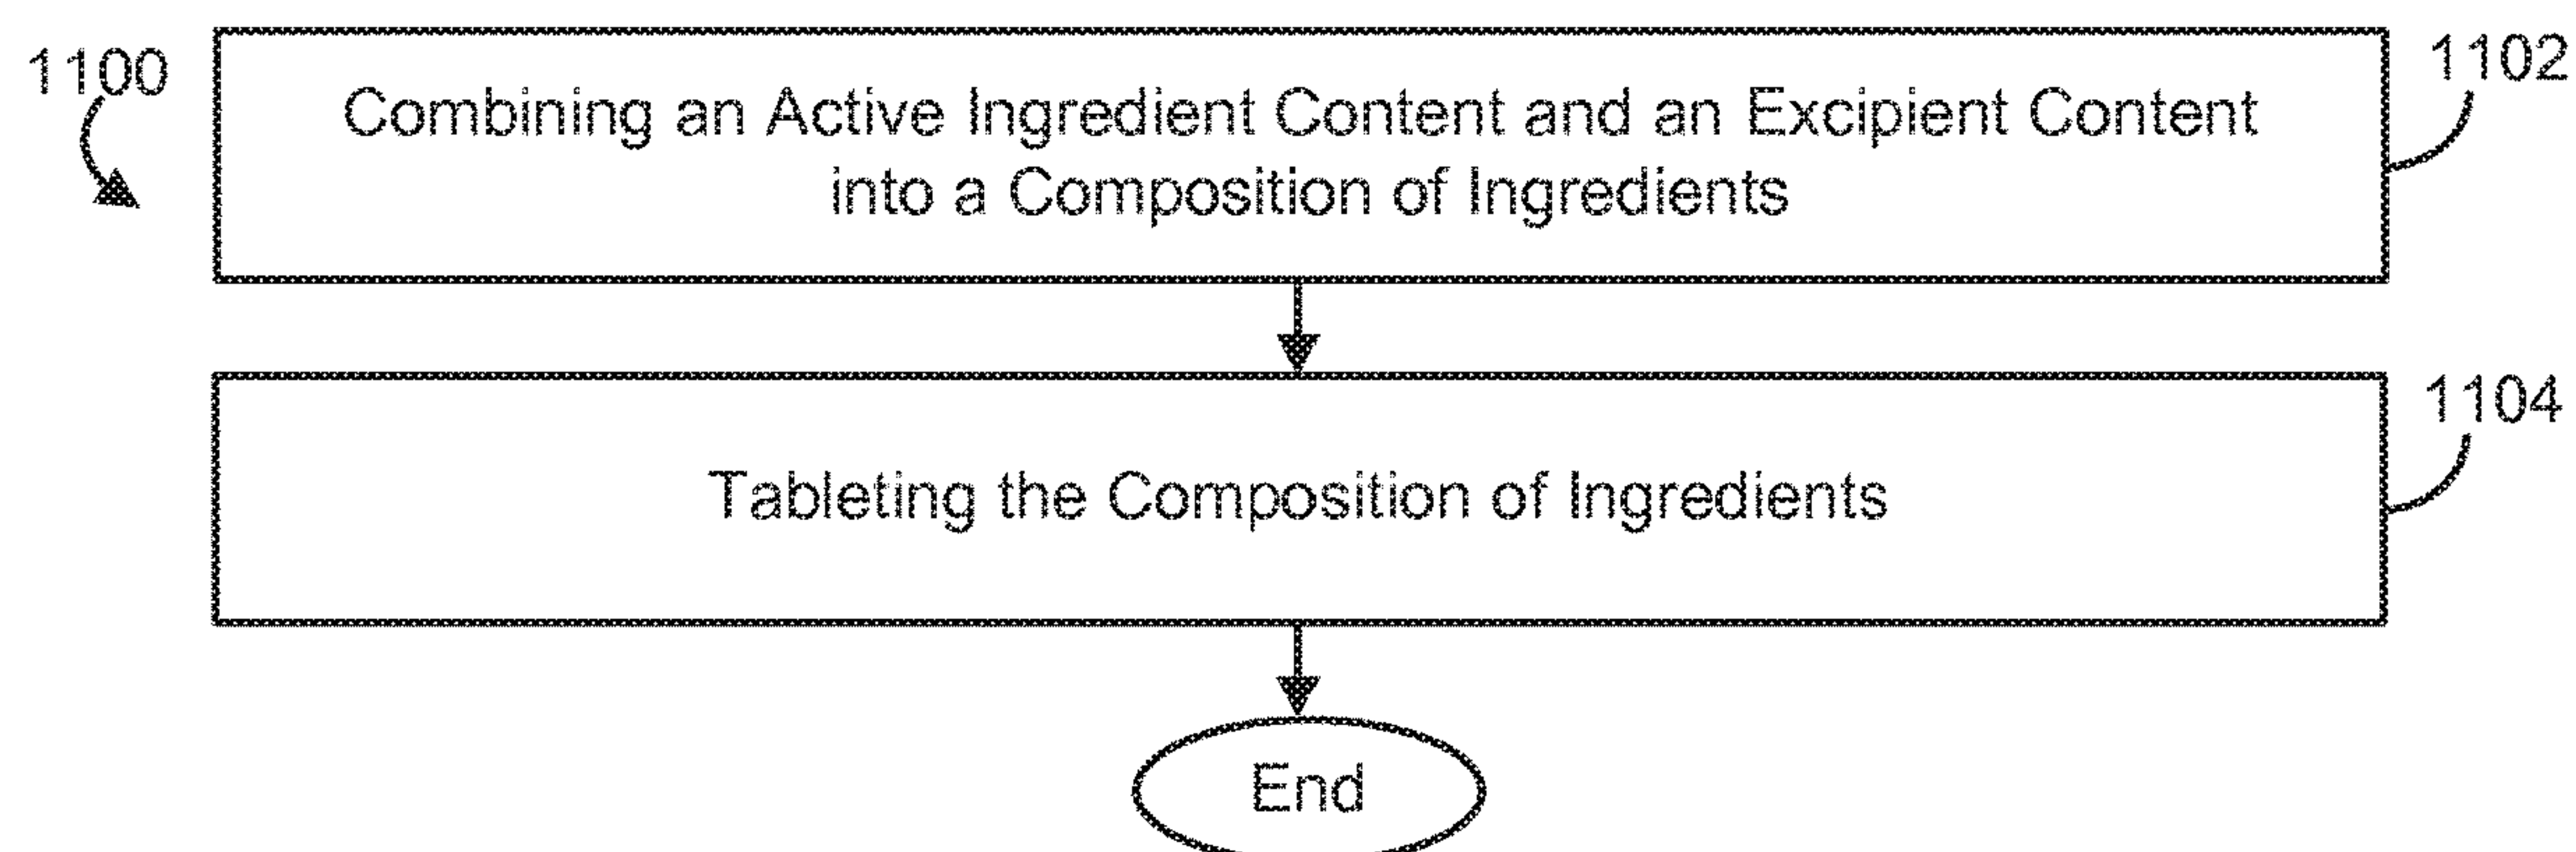 1100
1102
Combining an Active Ingredient Content and an Excipient Content
into a Composition of Ingredients
1104
Tableting the Composition of Ingredients
End